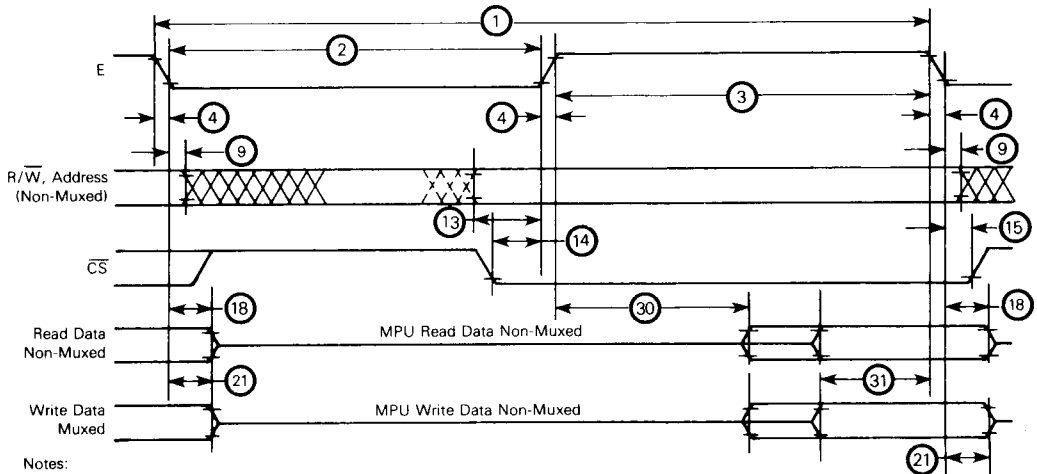 1
2
E
3
4
4
4
9
9
R/W̅, Address
(Non-Muxed)
13
14
15
C̅S̅
18
30
18
Read Data
Non-Muxed
MPU Read Data Non-Muxed
21
31
Write Data
Muxed
MPU Write Data Non-Muxed
Notes:
21